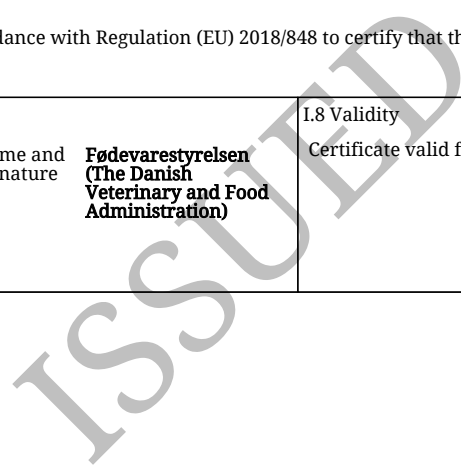 dance with Regulation (EU) 2018/848 to certify that th
I.8 Validity
me and
nature
Fødevarestyrelsen
(The Danish
Veterinary and Food
Administration)
Certificate valid f
ISSUED